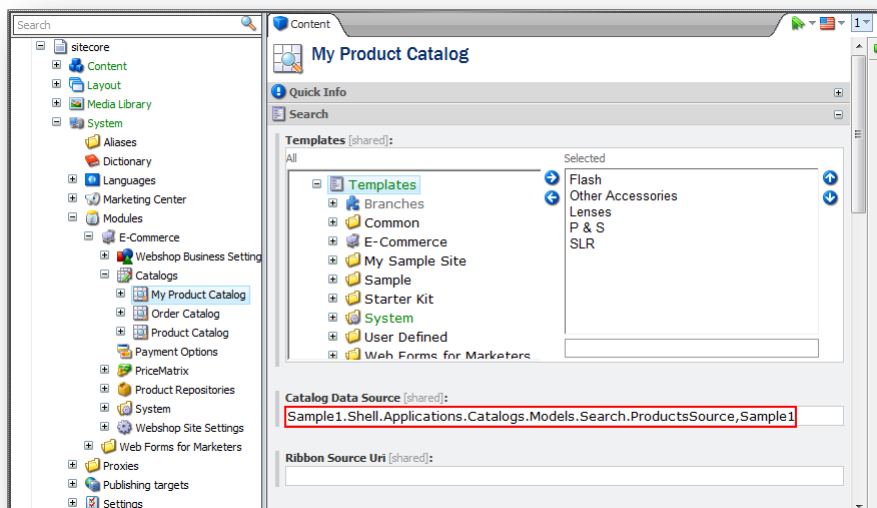 Search
sitecore
Content
Layout
Media Library
System
Aliases
Dictionary
Languages
Marketing Center
Modules
E-Commerce
Webshop Business Setting
Catalogs
My Product Catalog
Order Catalog
Product Catalog
Payment Options
PriceMatrix
Product Repositories
System
Webshop Site Settings
Web Forms for Marketers
Proxies
Publishing targets
Settings
Content
1
My Product Catalog
Quick Info
Search
Templates [shared]:
All
Selected
Templates
Branches
Common
E-Commerce
My Sample Site
Sample
Starter Kit
System
User Defined
Web Forms for Marketers
Flash
Other Accessories
Lenses
P & S
SLR
Catalog Data Source [shared]:
Sample1.Shell.Applications.Catalogs.Models.Search.ProductsSource,Sample1
Ribbon Source Uri [shared]: